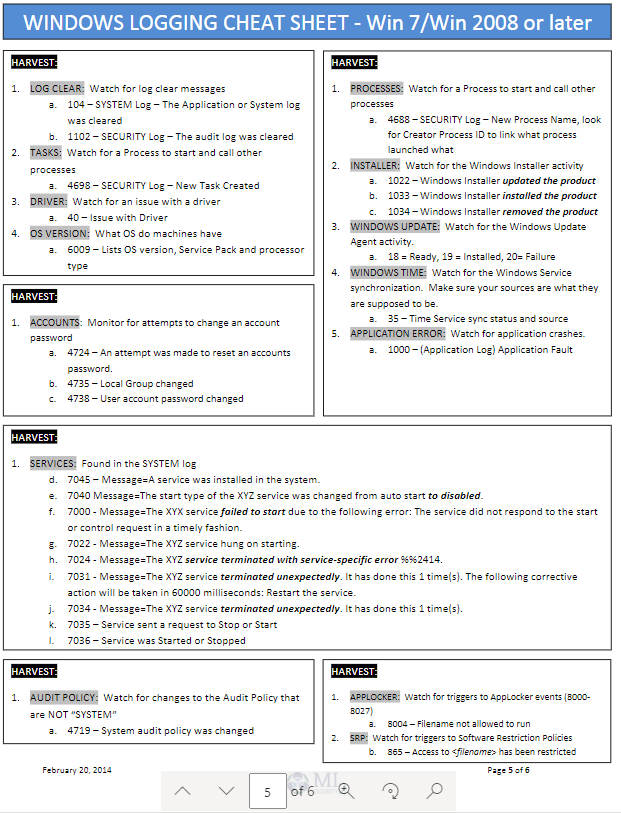 WINDOWS LOGGING CHEAT SHEET - Win 7/Win 2008 or later
HARVEST:
1. LOG CLEAR: Watch for log clear messages
a. 104 – SYSTEM Log – The Application or System log
was cleared
b. 1102 – SECURITY Log – The audit log was cleared
2. TASKS: Watch for a Process to start and call other
processes
a. 4698 – SECURITY Log – New Task Created
3. DRIVER: Watch for an issue with a driver
a. 40 – Issue with Driver
4. OS VERSION: What OS do machines have
a. 6009 – Lists OS version, Service Pack and processor
type
HARVEST:
1. ACCOUNTS: Monitor for attempts to change an account
password
a. 4724 – An attempt was made to reset an accounts
password.
b. 4735 – Local Group changed
c. 4738 – User account password changed
HARVEST:
1. PROCESSES: Watch for a Process to start and call other
processes
a. 4688 – SECURITY Log – New Process Name, look
for Creator Process ID to link what process
launched what
2. INSTALLER: Watch for the Windows Installer activity
a. 1022 – Windows Installer updated the product
b. 1033 – Windows Installer installed the product
c. 1034 – Windows Installer removed the product
3. WINDOWS UPDATE: Watch for the Windows Update
Agent activity.
a. 18 = Ready, 19 = Installed, 20= Failure
4. WINDOWS TIME: Watch for the Windows Service
synchronization. Make sure your sources are what they
are supposed to be.
a. 35 – Time Service sync status and source
5. APPLICATION ERROR: Watch for application crashes.
a. 1000 – (Application Log) Application Fault
HARVEST:
1. SERVICES: Found in the SYSTEM log
d. 7045 – Message=A service was installed in the system.
e. 7040 Message=The start type of the XYZ service was changed from auto start to disabled.
f. 7000 - Message=The XYX service failed to start due to the following error: The service did not respond to the start
or control request in a timely fashion.
g. 7022 - Message=The XYZ service hung on starting.
h. 7024 - Message=The XYZ service terminated with service-specific error %%2414.
i. 7031 - Message=The XYZ service terminated unexpectedly. It has done this 1 time(s). The following corrective
action will be taken in 60000 milliseconds: Restart the service.
j. 7034 - Message=The XYZ service terminated unexpectedly. It has done this 1 time(s).
k. 7035 – Service sent a request to Stop or Start
l. 7036 – Service was Started or Stopped
HARVEST:
1. AUDIT POLICY: Watch for changes to the Audit Policy that
are NOT "SYSTEM"
a. 4719 – System audit policy was changed
HARVEST:
1. APPLOCKER: Watch for triggers to AppLocker events (8000-
8027)
a. 8004 – Filename not allowed to run
2. SRP: Watch for triggers to Software Restriction Policies
b. 865 – Access to <filename> has been restricted
February 20, 2014
Page 5 of 6
5 of 6
MI